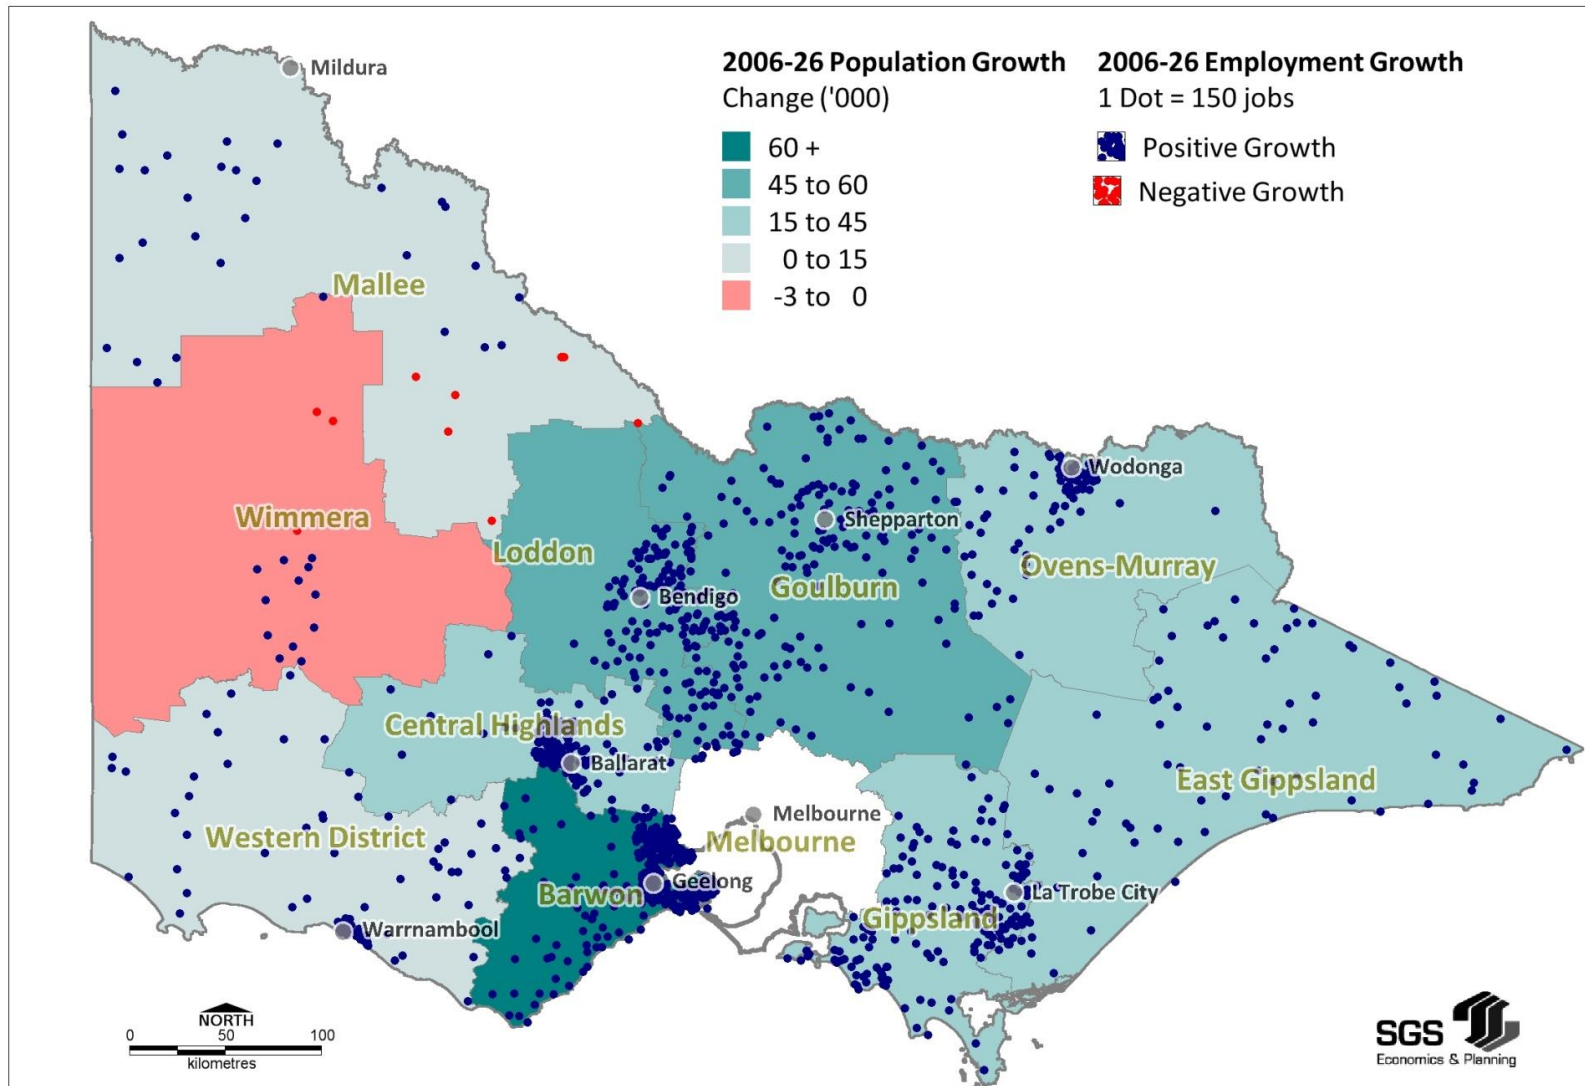 2006-26 Population Growth
Change ('000)
60 +
45 to 60
15 to 45
0 to 15
-3 to 0
2006-26 Employment Growth
1 Dot = 150 jobs
Positive Growth
Negative Growth
Mildura
Mallee
Wodonga
Wimmera
Shepparton
Loddon
Ovens-Murray
Goulburn
Bendigo
Central Highlands
Ballarat
East Gippsland
Melbourne
Western District
Melbourne
Geelong
Barwon
La Trobe City
Gippsland
Warrnambool
NORTH
0 50 100
kilometres
SGS
Economics & Planning